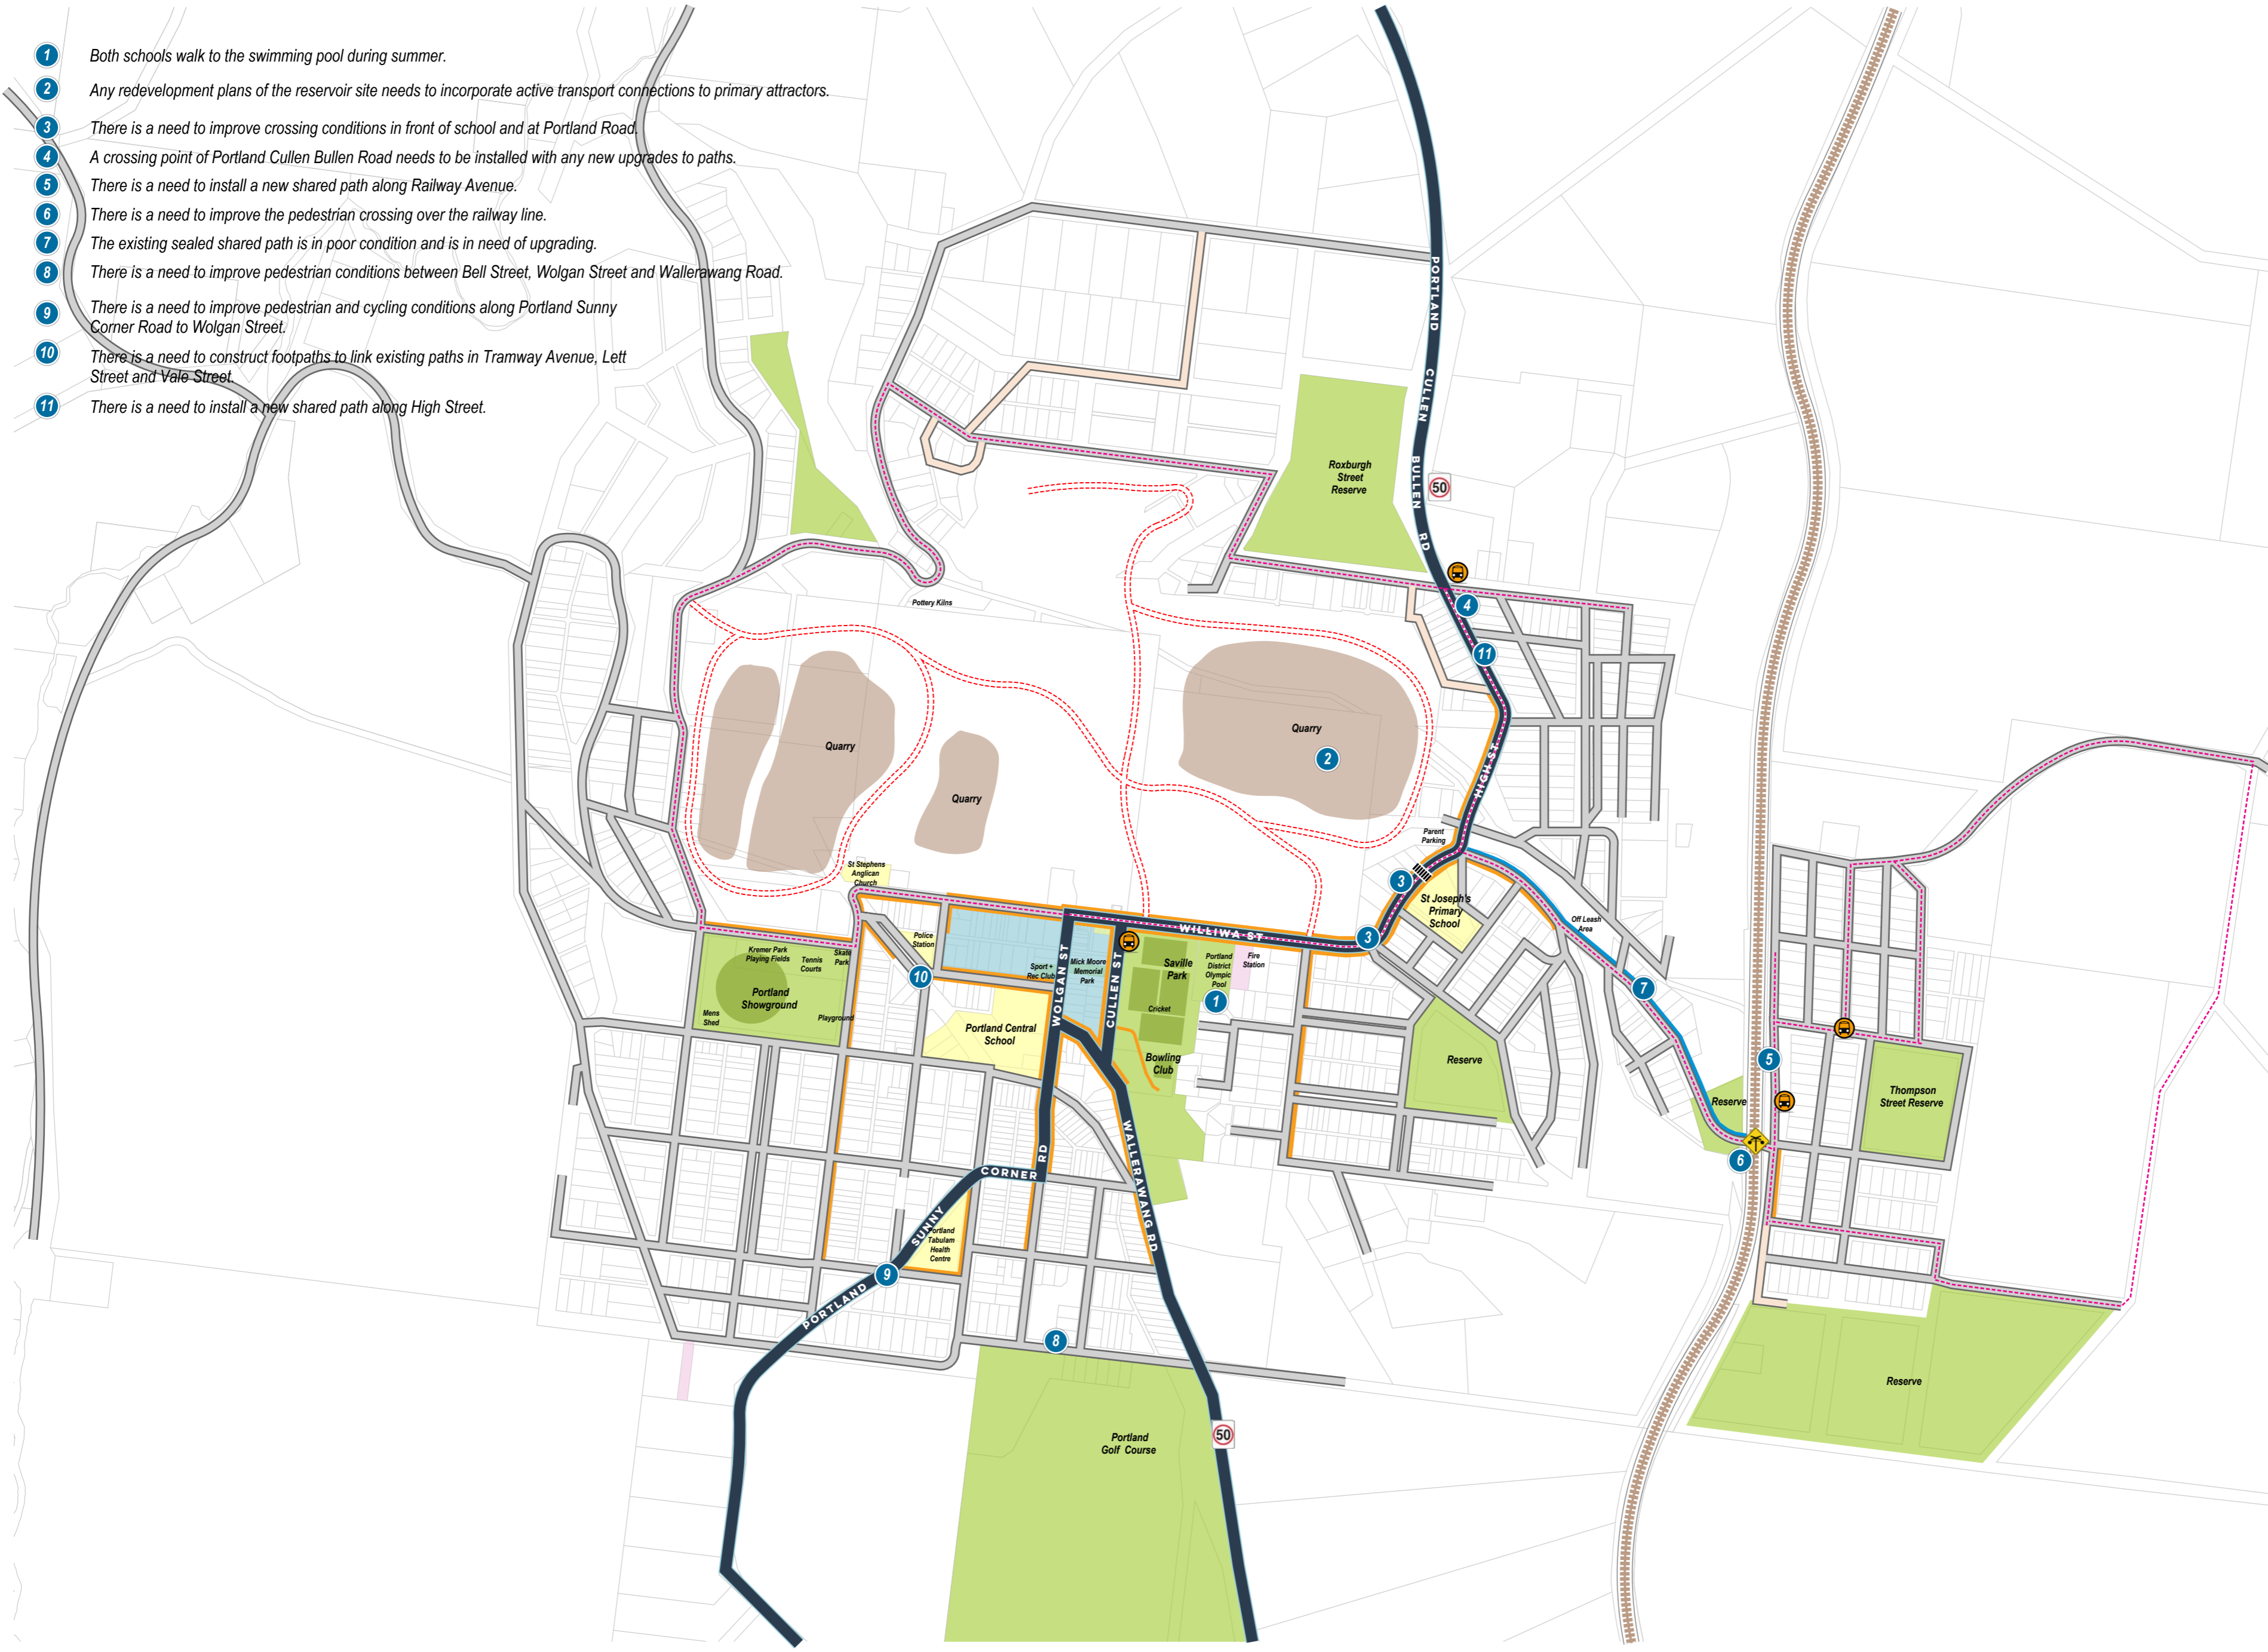 1 Both schools walk to the swimming pool during summer.
2 Any redevelopment plans of the reservoir site needs to incorporate active transport connections to primary attractors.
3 There is a need to improve crossing conditions in front of school and at Portland Road.
4 A crossing point of Portland Cullen Bullen Road needs to be installed with any new upgrades to paths.
5 There is a need to install a new shared path along Railway Avenue.
6 There is a need to improve the pedestrian crossing over the railway line.
7 The existing sealed shared path is in poor condition and is in need of upgrading.
8 There is a need to improve pedestrian conditions between Bell Street, Wolgan Street and Wallerawang Road.
9 There is a need to improve pedestrian and cycling conditions along Portland Sunny
Corner Road to Wolgan Street.
10 There is a need to construct footpaths to link existing paths in Tramway Avenue, Lett
Street and Vale Street.
11 There is a need to install a new shared path along High Street.
PORTLAND CULLEN BULLEN RD
Roxburgh
Street
Reserve
50
4
11
Pottery Kilns
Quarry
Quarry
Quarry
2
HIGH ST
Parent
Parking
3
St Joseph's
Primary
School
St Stephens
Anglican
Church
Off Leash
Area
3
WILLIWA ST
Police
Station
Kremer Park
Playing Fields
Tennis
Courts
Skate
Park
10
Sport +
Rec Club
WOLGAN ST
Mick Moore
Memorial
Park
CULLEN ST
Saville
Park
Cricket
Portland
District
Olympic
Pool
1
Fire
Station
7
Portland
Showground
Mens
Shed
Playground
Portland Central
School
Bowling
Club
Reserve
5
Reserve
Thompson
Street Reserve
6
WALLERAWANG RD
PORTLAND SUNNY CORNER RD
Portland
Tabulam
Health
Centre
9
8
Portland
Golf Course
50
Reserve